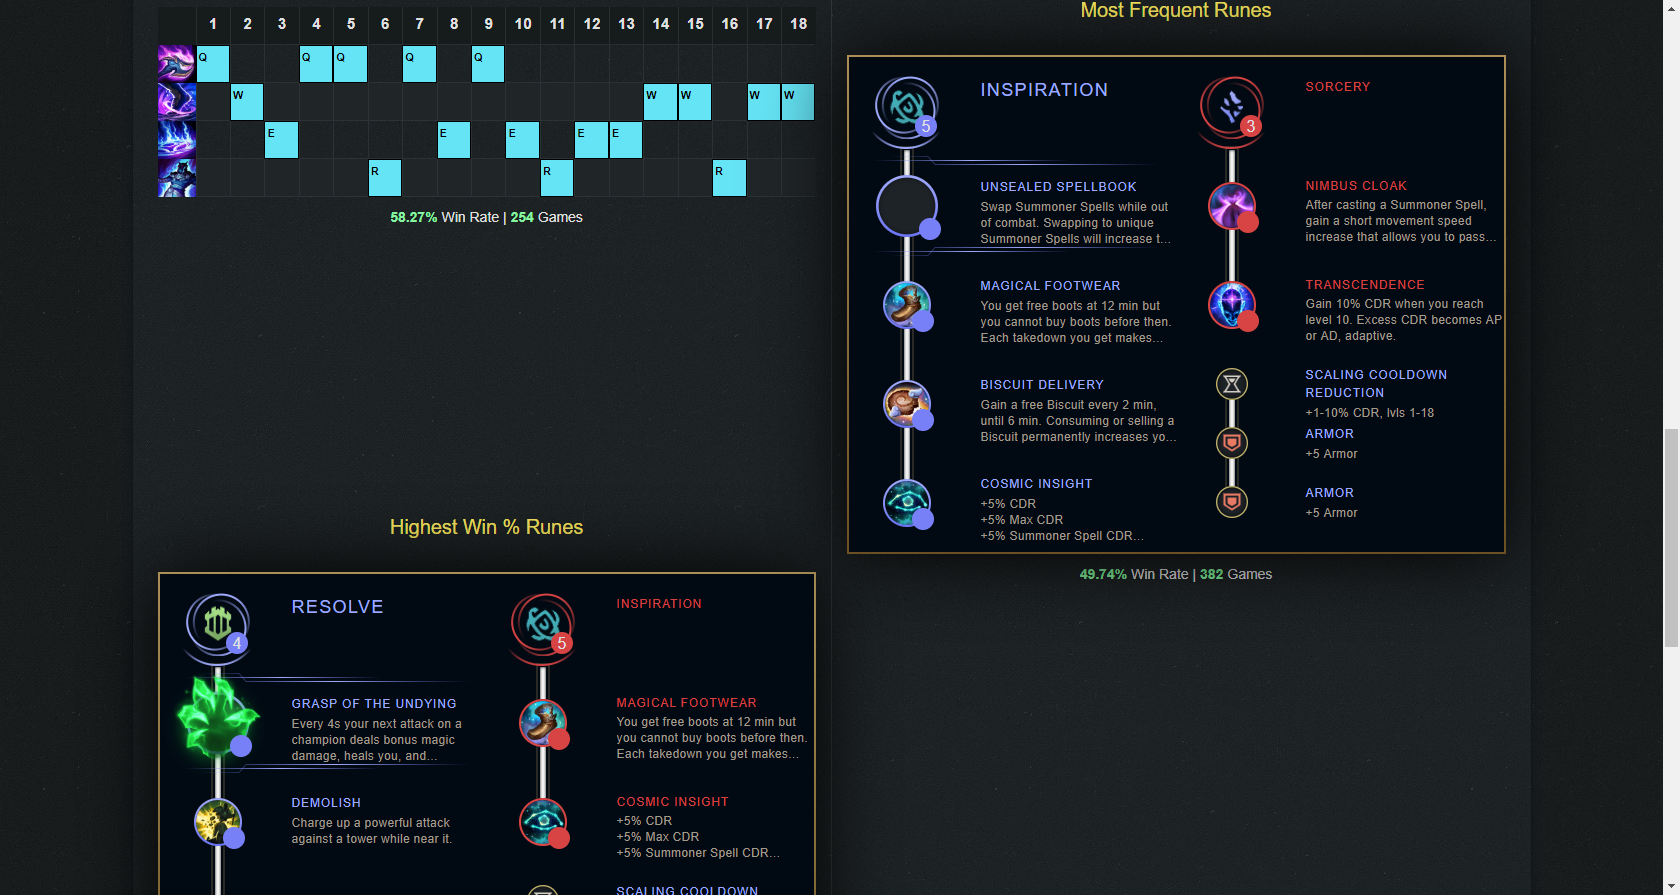 1 2 3 4 5 6 7 8 9 10 11 12 13 14 15 16 17 18
Q Q Q Q Q
W W W W W
E E E E E
R R R
58.27% Win Rate | 254 Games
Highest Win % Runes
4
RESOLVE
GRASP OF THE UNDYING
Every 4s your next attack on a
champion deals bonus magic
damage, heals you, and...
DEMOLISH
Charge up a powerful attack
against a tower while near it.
5
INSPIRATION
MAGICAL FOOTWEAR
You get free boots at 12 min but
you cannot buy boots before then.
Each takedown you get makes...
COSMIC INSIGHT
+5% CDR
+5% Max CDR
+5% Summoner Spell CDR...
SCALING COOLDOWN
Most Frequent Runes
5
INSPIRATION
UNSEALED SPELLBOOK
Swap Summoner Spells while out
of combat. Swapping to unique
Summoner Spells will increase t...
MAGICAL FOOTWEAR
You get free boots at 12 min but
you cannot buy boots before then.
Each takedown you get makes...
BISCUIT DELIVERY
Gain a free Biscuit every 2 min,
until 6 min. Consuming or selling a
Biscuit permanently increases yo...
COSMIC INSIGHT
+5% CDR
+5% Max CDR
+5% Summoner Spell CDR...
3
SORCERY
NIMBUS CLOAK
After casting a Summoner Spell,
gain a short movement speed
increase that allows you to pass...
TRANSCENDENCE
Gain 10% CDR when you reach
level 10. Excess CDR becomes AP
or AD, adaptive.
SCALING COOLDOWN
REDUCTION
+1-10% CDR, lvls 1-18
ARMOR
+5 Armor
ARMOR
+5 Armor
49.74% Win Rate | 382 Games